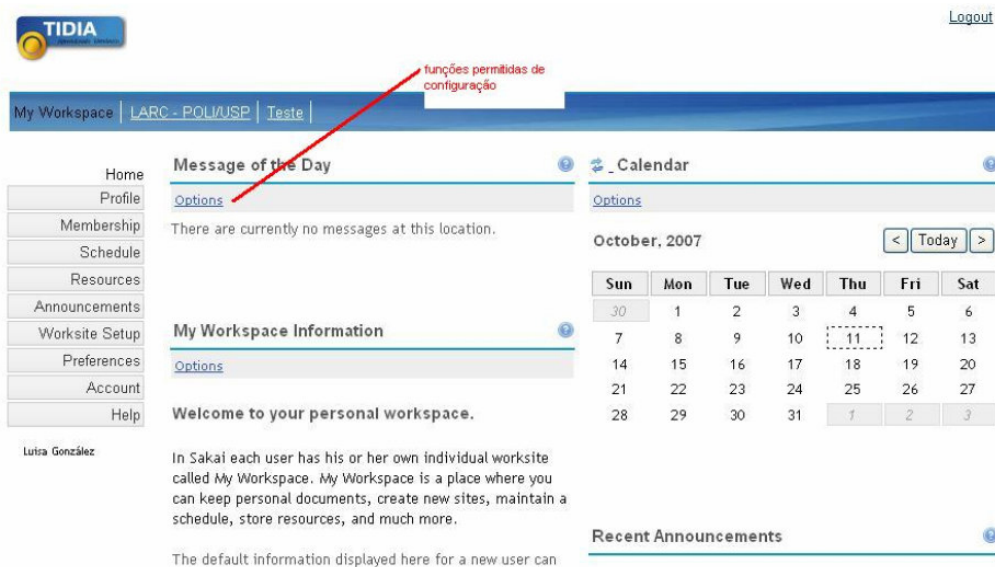 TIDIA
Logout
funções permitidas de
configuração
My Workspace | LARC - POLI/USP | Teste |
Home
Profile
Membership
Schedule
Resources
Announcements
Worksite Setup
Preferences
Account
Help
Luisa González
Message of the Day
Options
There are currently no messages at this location.
My Workspace Information
Options
Welcome to your personal workspace.
In Sakai each user has his or her own individual worksite
called My Workspace. My Workspace is a place where you
can keep personal documents, create new sites, maintain a
schedule, store resources, and much more.
The default information displayed here for a new user can
Calendar
Options
October, 2007
< Today >
Sun Mon Tue Wed Thu Fri Sat
30 1 2 3 4 5 6
7 8 9 10 11 12 13
14 15 16 17 18 19 20
21 22 23 24 25 26 27
28 29 30 31 1 2 3
Recent Announcements